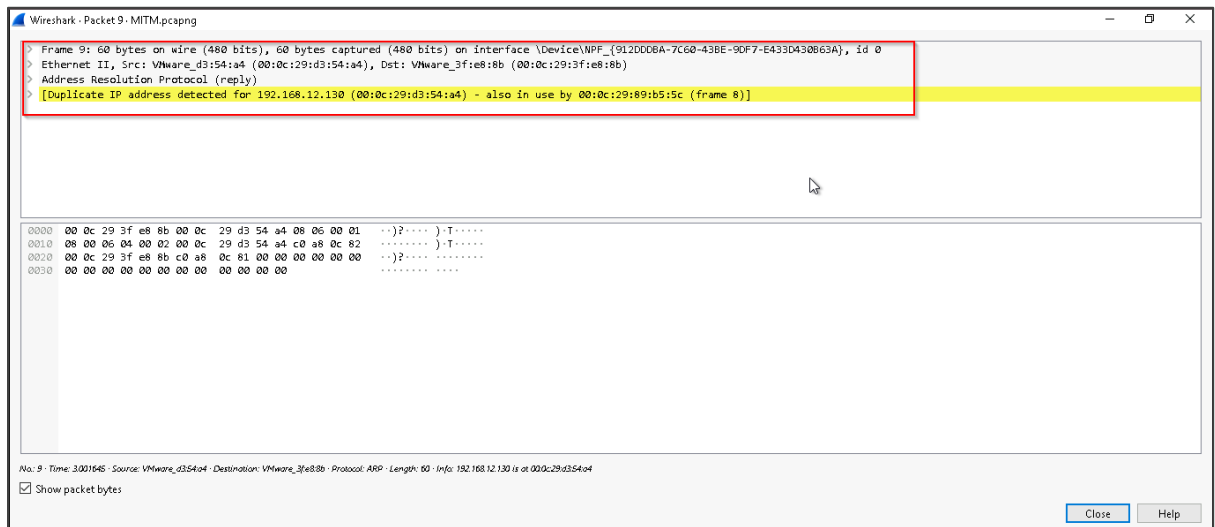 Wireshark · Packet 9 · MITM.pcapng
> Frame 9: 60 bytes on wire (480 bits), 60 bytes captured (480 bits) on interface \Device\NPF_{912DDDBA-7C60-43BE-9DF7-E433D430B63A}, id 0
> Ethernet II, Src: VMware_d3:54:a4 (00:0c:29:d3:54:a4), Dst: VMware_3f:e8:8b (00:0c:29:3f:e8:8b)
> Address Resolution Protocol (reply)
> [Duplicate IP address detected for 192.168.12.130 (00:0c:29:d3:54:a4) - also in use by 00:0c:29:89:b5:5c (frame 8)]
0000 00 0c 29 3f e8 8b 00 0c 29 d3 54 a4 08 06 00 01 ··)?···· )·T·····
0010 08 00 06 04 00 02 00 0c 29 d3 54 a4 c0 a8 0c 82 ········ )·T·····
0020 00 0c 29 3f e8 8b c0 a8 0c 81 00 00 00 00 00 00 ··)?···· ········
0030 00 00 00 00 00 00 00 00 00 00 00 00 ········ ····
No.: 9 · Time: 3.001645 · Source: VMware_d3:54:a4 · Destination: VMware_3f:e8:8b · Protocol: ARP · Length: 60 · Info: 192.168.12.130 is at 00:0c:29:d3:54:a4
Show packet bytes
Close Help